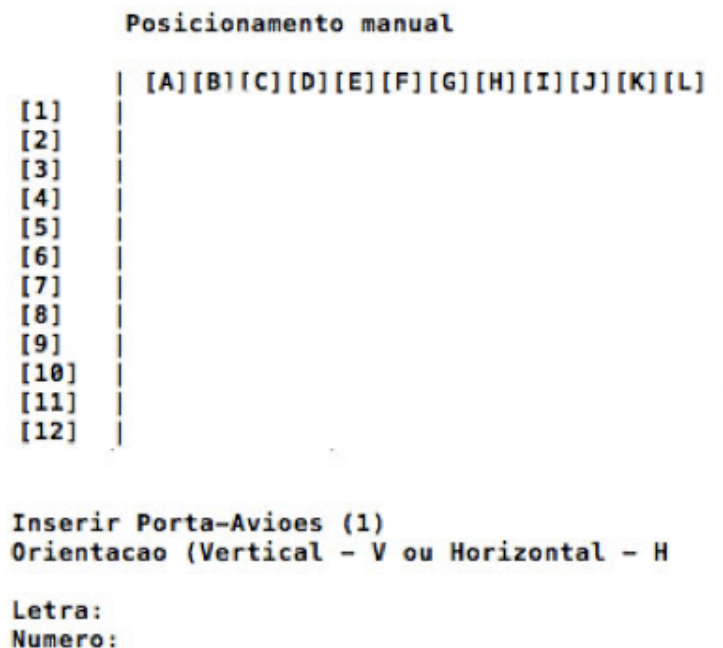 Posicionamento manual
| [A][B][C][D][E][F][G][H][I][J][K][L]
[1] |
[2] |
[3] |
[4] |
[5] |
[6] |
[7] |
[8] |
[9] |
[10] |
[11] |
[12] |
Inserir Porta-Avioes (1)
Orientacao (Vertical - V ou Horizontal - H
Letra:
Numero: